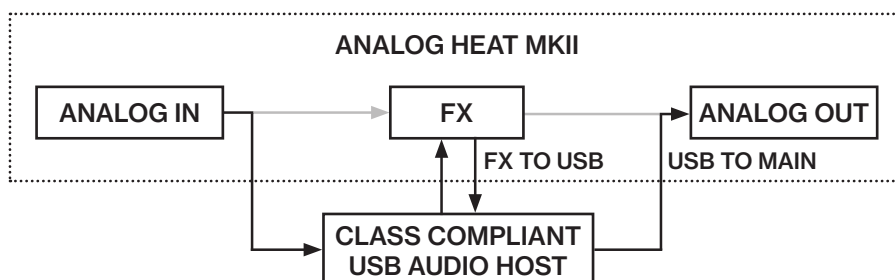 ANALOG HEAT MKII
ANALOG IN
FX
ANALOG OUT
FX TO USB
USB TO MAIN
CLASS COMPLIANT
USB AUDIO HOST